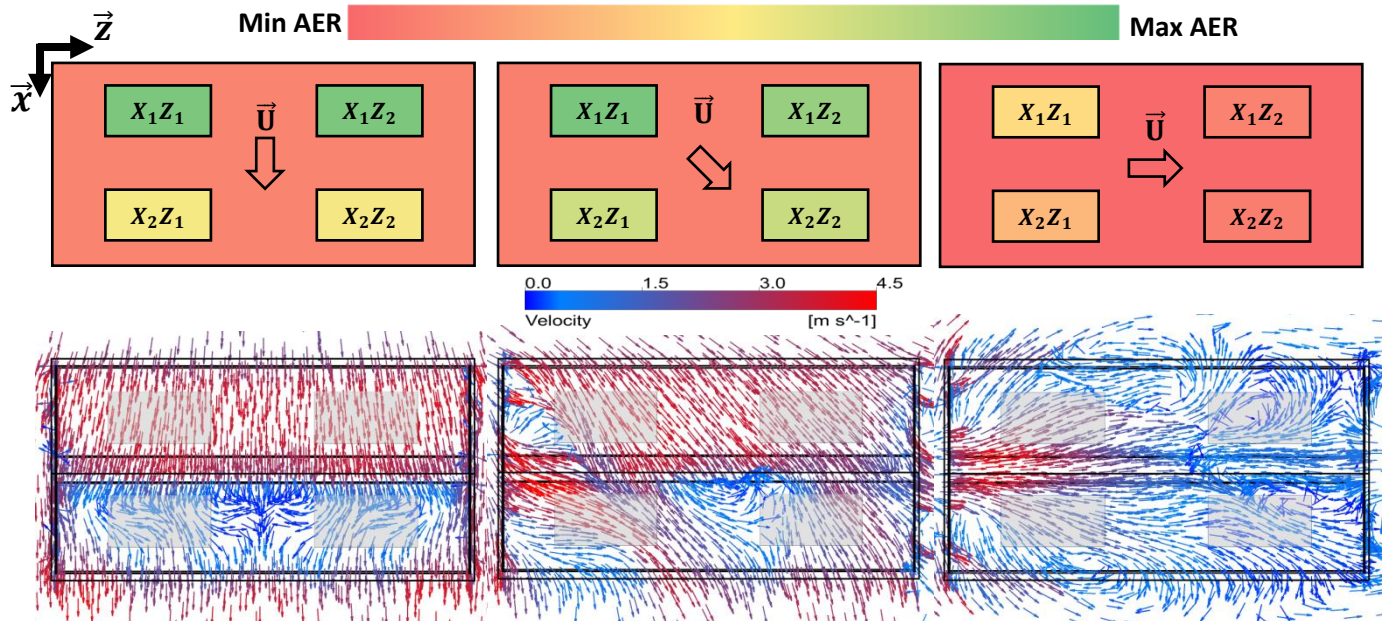 Min AER
Max AER
z
x
X₁Z₁ U X₁Z₂
X₂Z₁ X₂Z₂
X₁Z₁ U X₁Z₂
X₂Z₁ X₂Z₂
X₁Z₁ U X₁Z₂
X₂Z₁ X₂Z₂
0.0 1.5 3.0 4.5
Velocity [m s^-1]